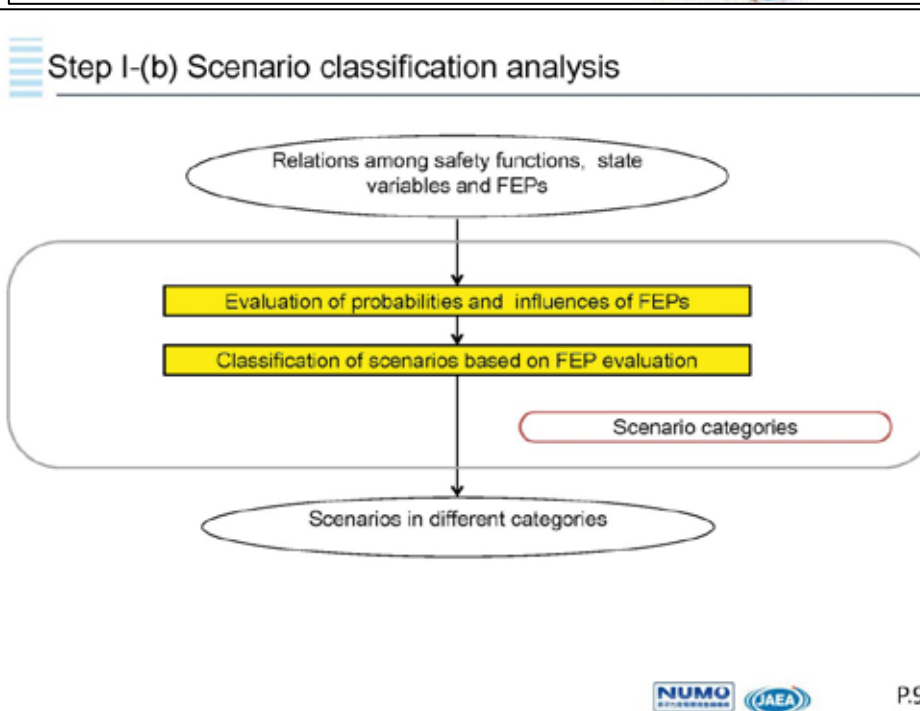 Step I-(b) Scenario classification analysis
Relations among safety functions, state
variables and FEPs
Evaluation of probabilities and influences of FEPs
Classification of scenarios based on FEP evaluation
Scenario categories
Scenarios in different categories
NUMO
JAEA
P.9